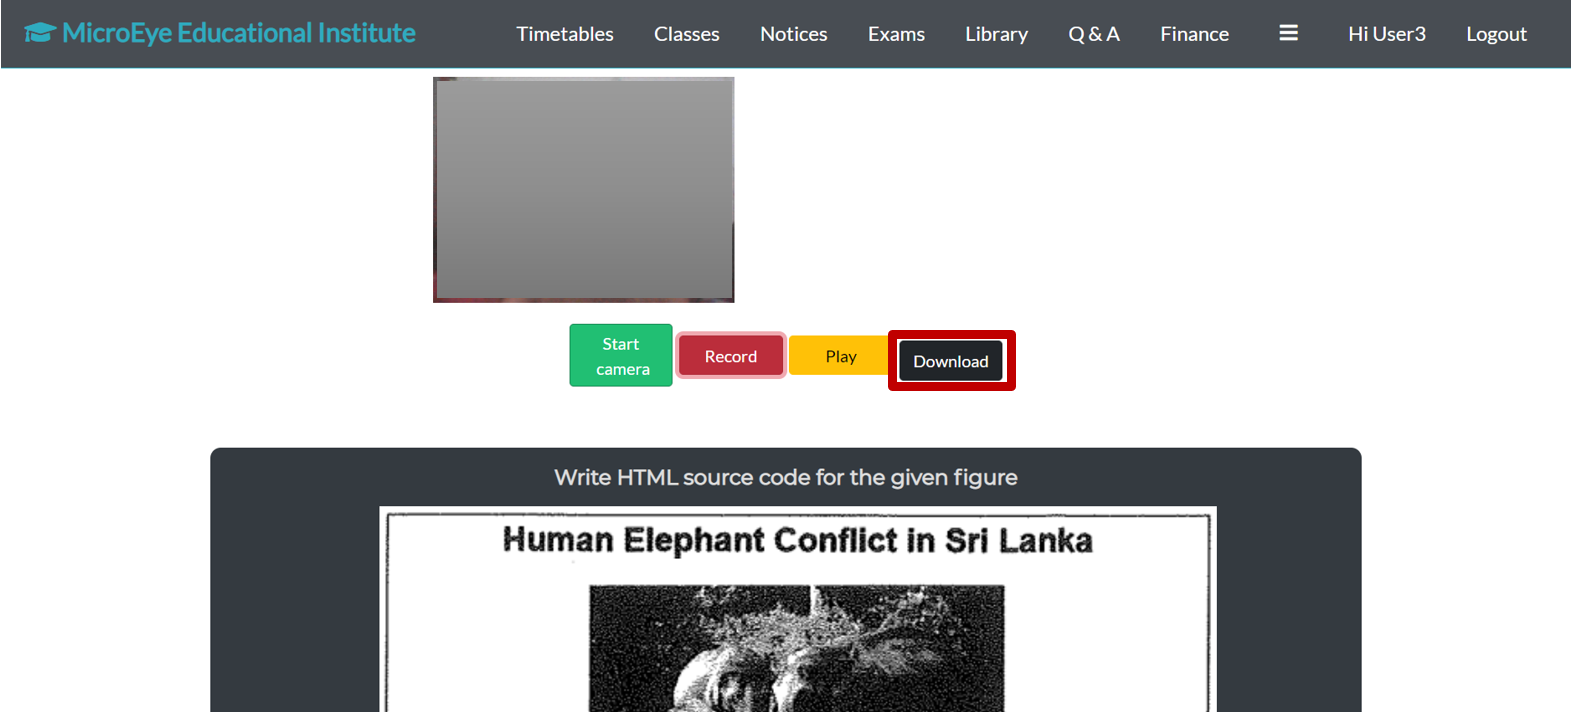 MicroEye Educational Institute Timetables Classes Notices Exams Library Q & A Finance Hi User3 Logout
Start
camera
Record
Play
Download
Write HTML source code for the given figure
Human Elephant Conflict in Sri Lanka